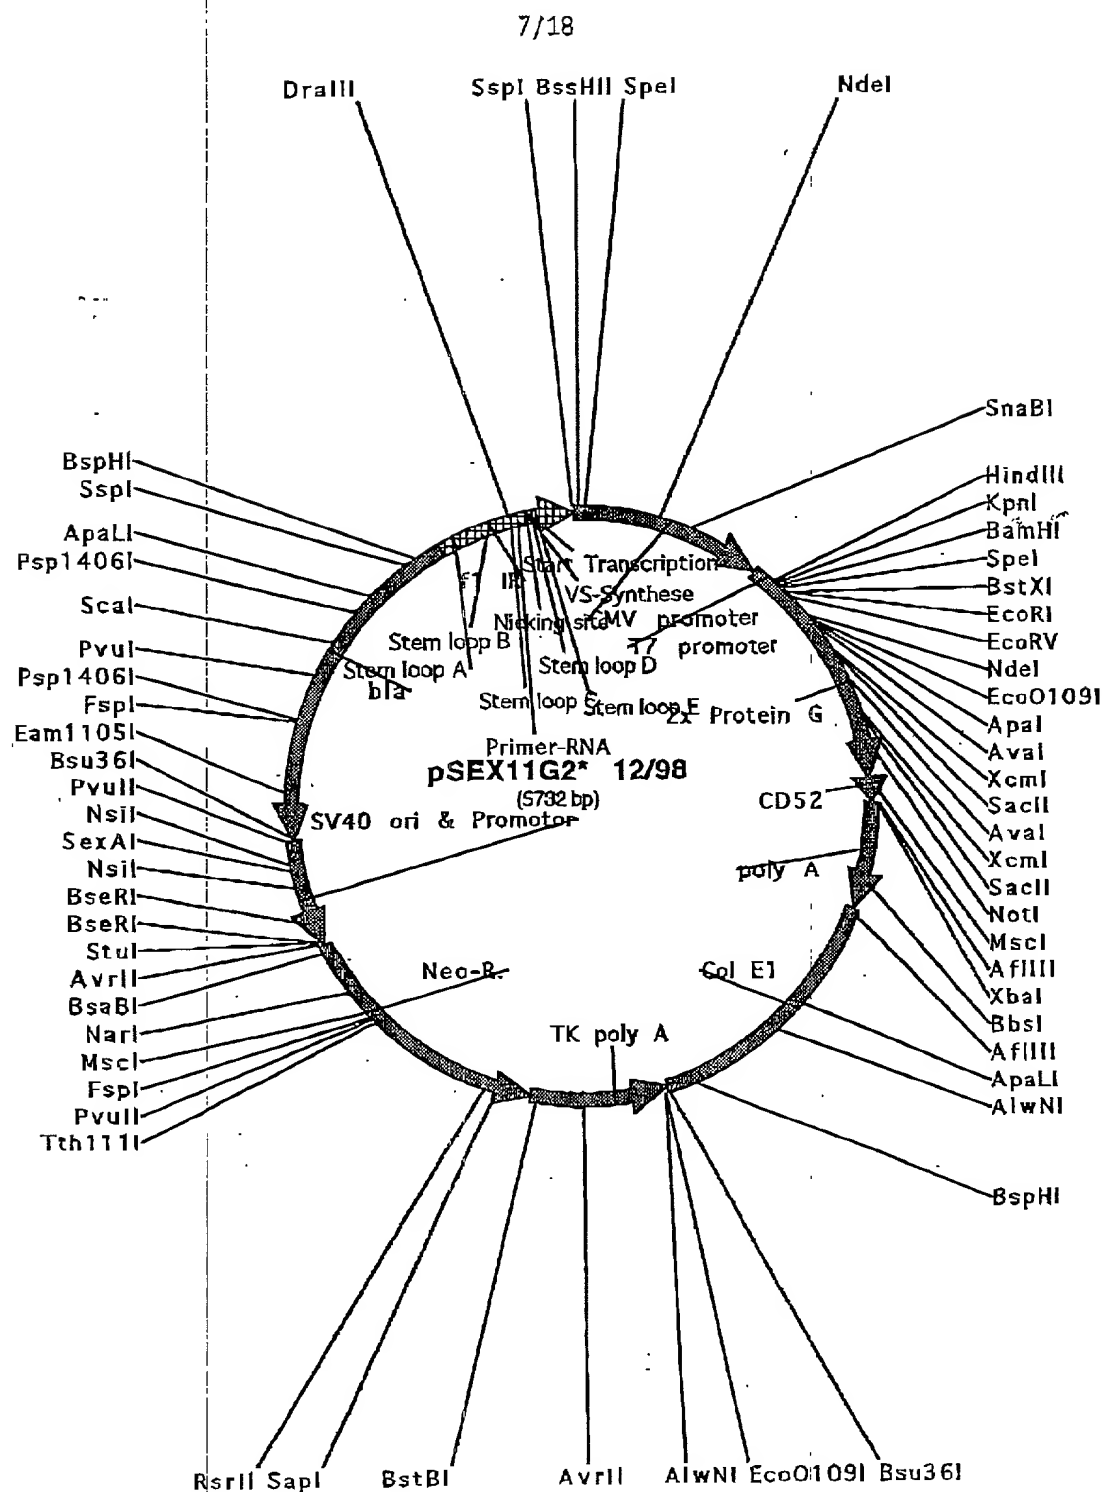 7/18
DraIII
SspI BssHII SpeI
NdeI
SnaBI
BspHI
SspI
ApaLI
Psp1406I
ScaI
PvuI
Psp1406I
FspI
Eam1105I
Bsu36I
PvuII
NsiI
SexAI
NsiI
BseRI
BseRI
StuI
AvrII
BsaBI
NarI
MscI
FspI
PvuII
Tth111I
HindIII
KpnI
BamHI
SpeI
BstXI
EcoRI
EcoRV
NdeI
EcoO109I
ApaI
AvaI
XcmI
SacII
AvaI
XcmI
SacII
NotI
MscI
AflIII
XbaI
BbsI
AflIII
ApaLI
AlwNI
BspHI
Start Transcription
f1 IR
VS-Synthese
Nicking site
CMV promoter
Stem loop B
T7 promoter
Stem loop A
Stem loop D
bla
Stem loop C
Stem loop E
2x Protein G
Primer-RNA
pSEX11G2* 12/98
(5732 bp)
CD52
SV40 ori & Promotor
poly A
Neo-R.
Col E1
TK poly A
RsrII SapI
BstBI
AvrII
AlwNI EcoO109I Bsu36I